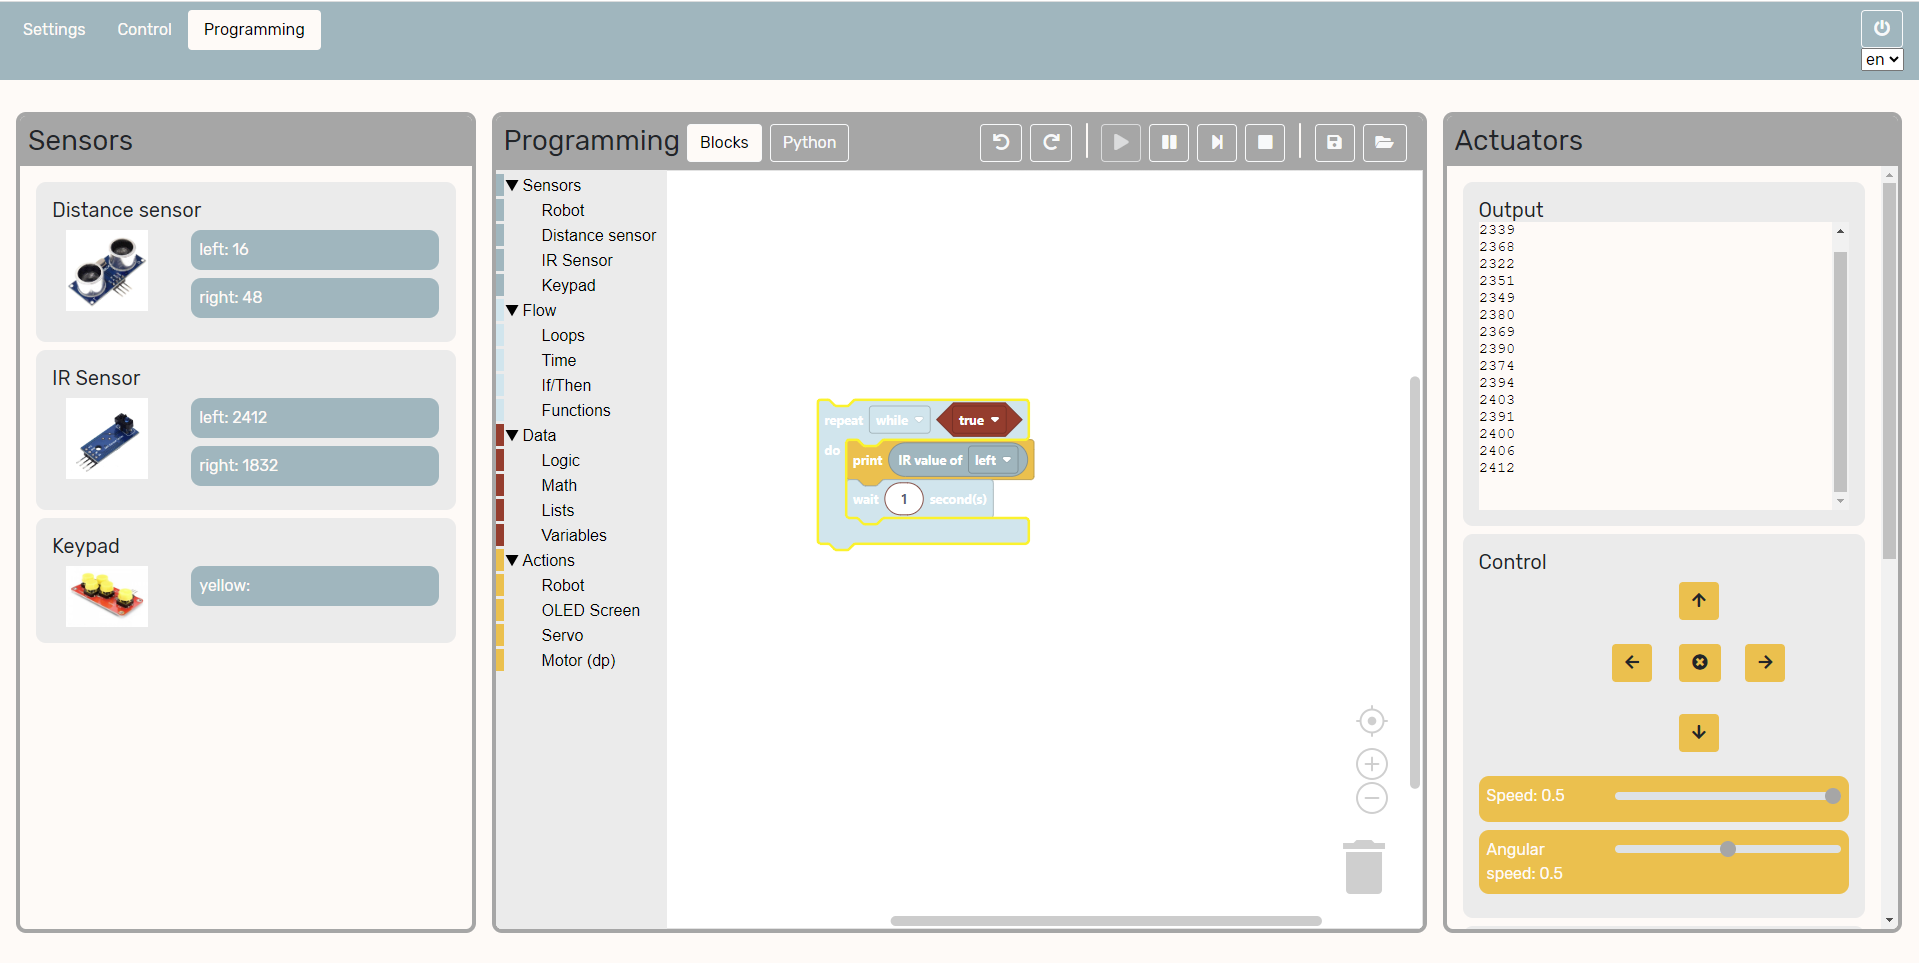 Settings
Control
Programming
en
Sensors
Distance sensor
left: 16
right: 48
IR Sensor
left: 2412
right: 1832
Keypad
yellow:
Programming
Blocks
Python
Sensors
Robot
Distance sensor
IR Sensor
Keypad
Flow
Loops
Time
If/Then
Functions
Data
Logic
Math
Lists
Variables
Actions
Robot
OLED Screen
Servo
Motor (dp)
repeat while true
do
print IR value of left
wait 1 second(s)
Actuators
Output
2339
2368
2322
2351
2349
2380
2369
2390
2374
2394
2403
2391
2400
2406
2412
Control
Speed: 0.5
Angular
speed: 0.5